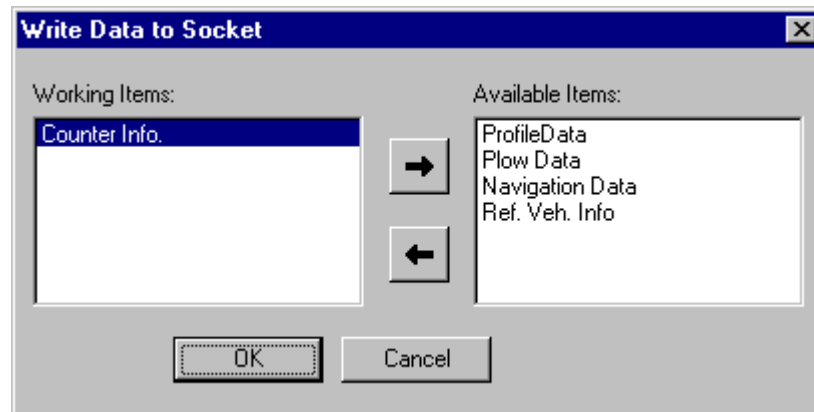 Write Data to Socket
Working Items:
Counter Info.
Available Items:
ProfileData
Plow Data
Navigation Data
Ref. Veh. Info
OK
Cancel